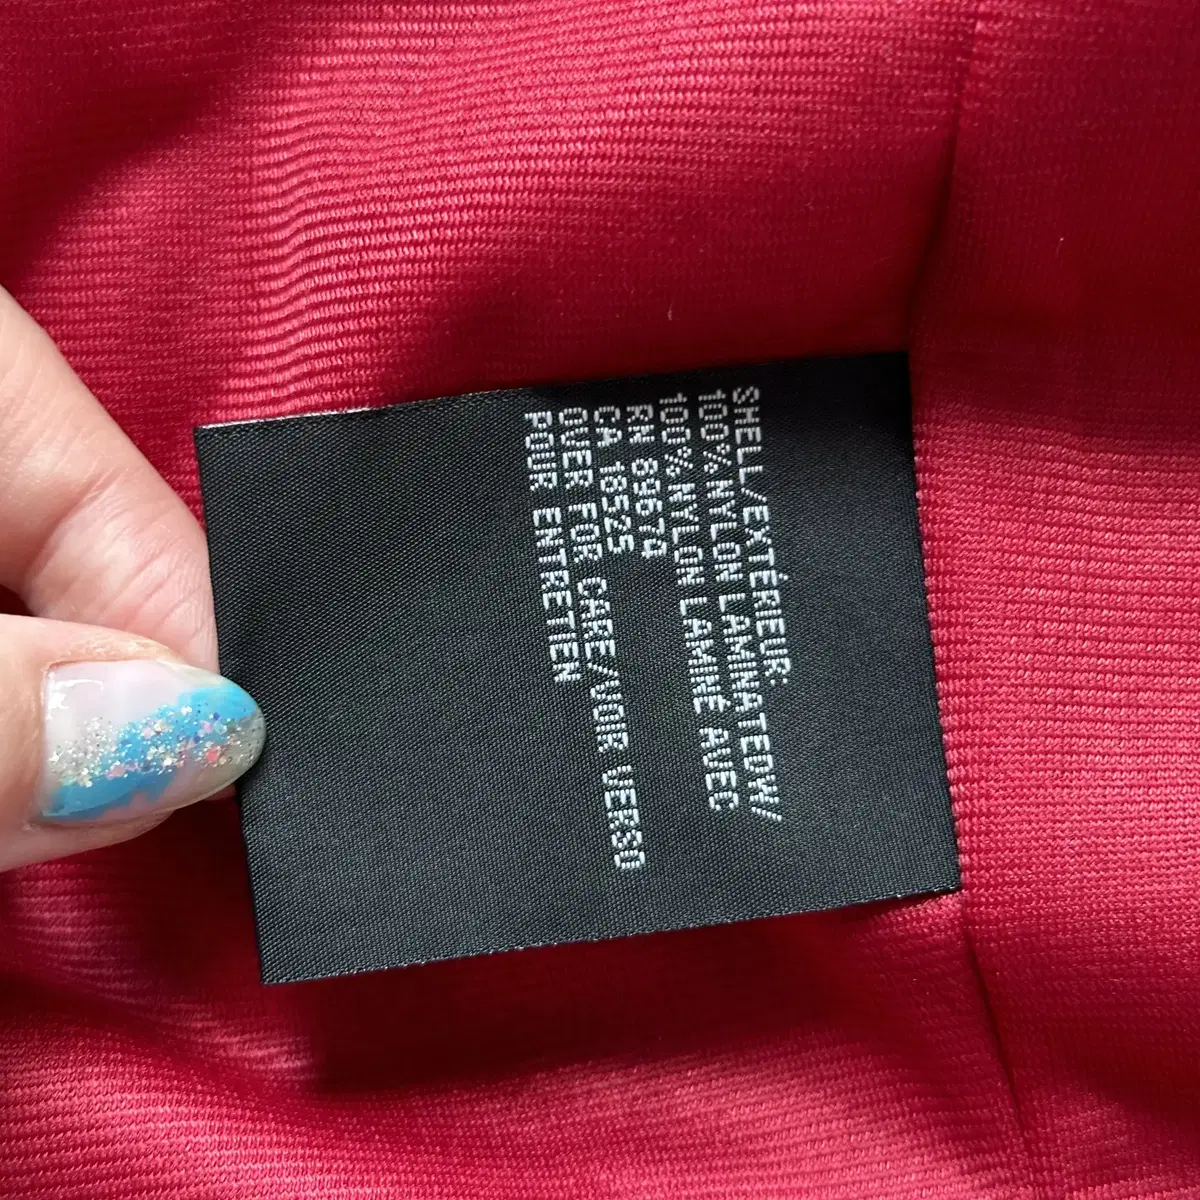 SHELL/EXTÉRIEUR:
100%NYLON LAMINATEDW/
100%NYLON LAMINÉ AVEC
RN 89674
CA 18525
OVER FOR CARE/VOIR VERSO
POUR ENTRETIEN